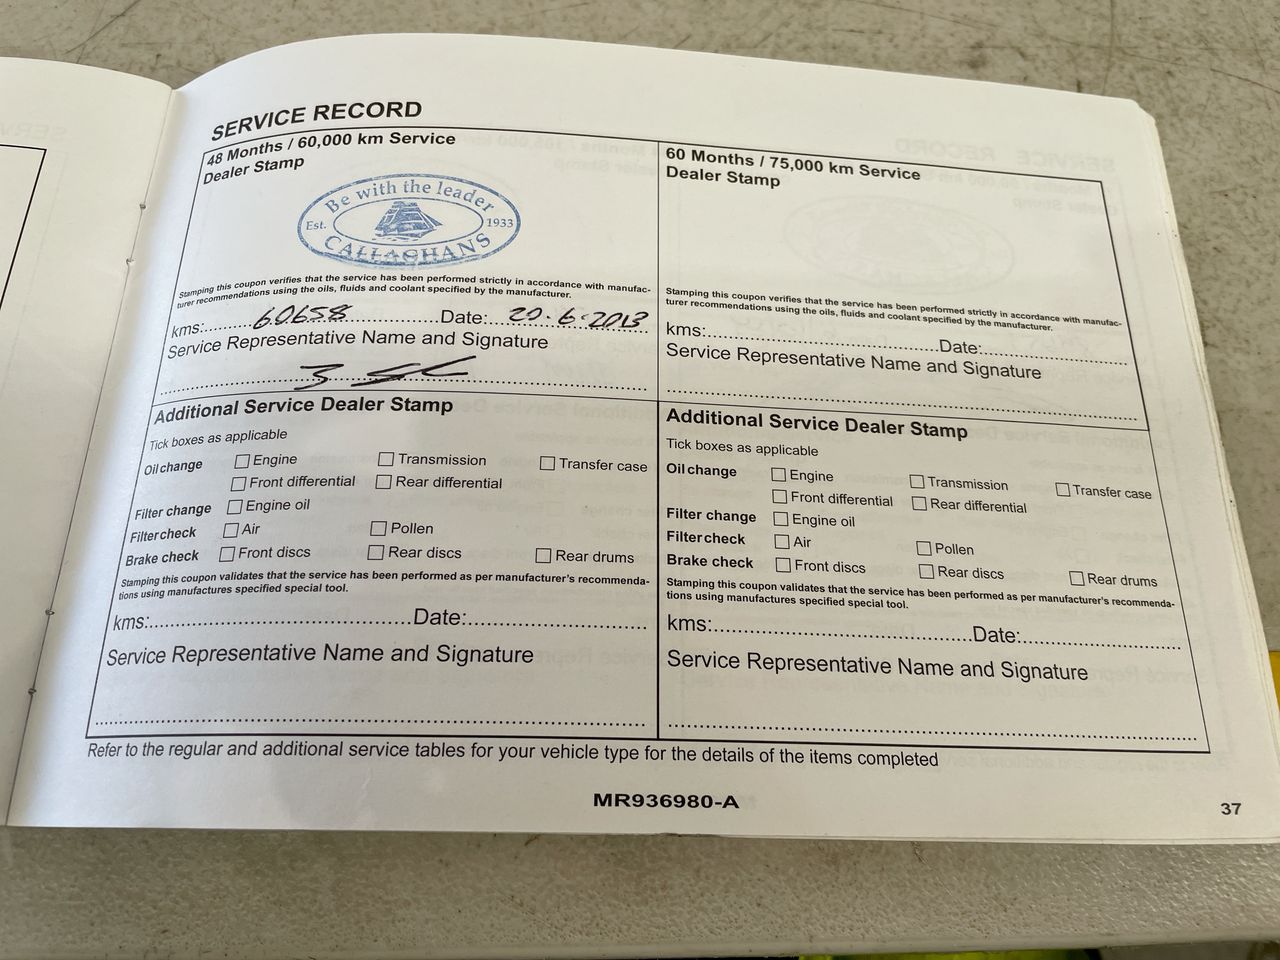 SERVICE RECORD
48 Months / 60,000 km Service
Dealer Stamp
Be with the leader
Est. 1933
CALLAGHANS
Stamping this coupon verifies that the service has been performed strictly in accordance with manufac-
turer recommendations using the oils, fluids and coolant specified by the manufacturer.
kms:..........60658..................Date:...20.6.2013
Service Representative Name and Signature
Additional Service Dealer Stamp
Tick boxes as applicable
Oil change ☐ Engine ☐ Transmission ☐ Transfer case
☐ Front differential ☐ Rear differential
Filter change ☐ Engine oil
Filter check ☐ Air ☐ Pollen
Brake check ☐ Front discs ☐ Rear discs ☐ Rear drums
Stamping this coupon validates that the service has been performed as per manufacturer's recommenda-
tions using manufactures specified special tool.
kms:..............................................Date:................................
Service Representative Name and Signature
60 Months / 75,000 km Service
Dealer Stamp
Stamping this coupon verifies that the service has been performed strictly in accordance with manufac-
turer recommendations using the oils, fluids and coolant specified by the manufacturer.
kms:..............................................Date:..........................
Service Representative Name and Signature
Additional Service Dealer Stamp
Tick boxes as applicable
Oil change ☐ Engine ☐ Transmission ☐ Transfer case
☐ Front differential ☐ Rear differential
Filter change ☐ Engine oil
Filter check ☐ Air ☐ Pollen
Brake check ☐ Front discs ☐ Rear discs ☐ Rear drums
Stamping this coupon validates that the service has been performed as per manufacturer's recommenda-
tions using manufactures specified special tool.
kms:..............................................Date:............................
Service Representative Name and Signature
Refer to the regular and additional service tables for your vehicle type for the details of the items completed
MR936980-A
37